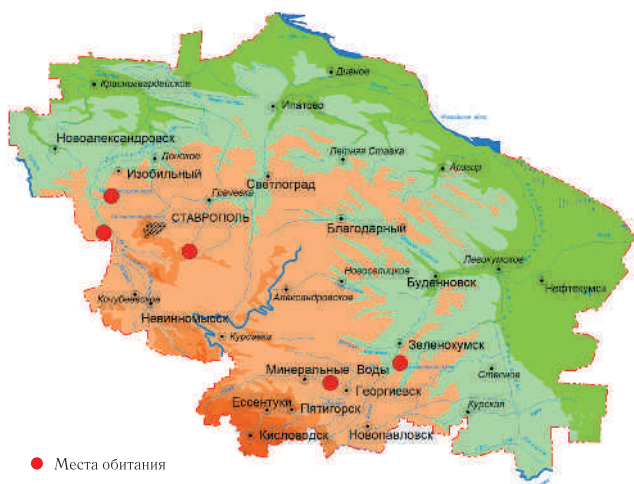 Дивное
Красногвардейское
Ипатово
Новоалександровск
Донское
Летняя Ставка
Изобильный
Светлоград
Арзгир
Грачевка
СТАВРОПОЛЬ
Благодарный
Левокумское
Новоселицкое
Буденновск
Нефтекумск
Кочубеевское
Александровское
Невинномысск
Курсавка
Зеленокумск
Минеральные Воды
Степное
Георгиевск
Ессентуки
Пятигорск
Курская
Кисловодск
Новопавловск
Места обитания